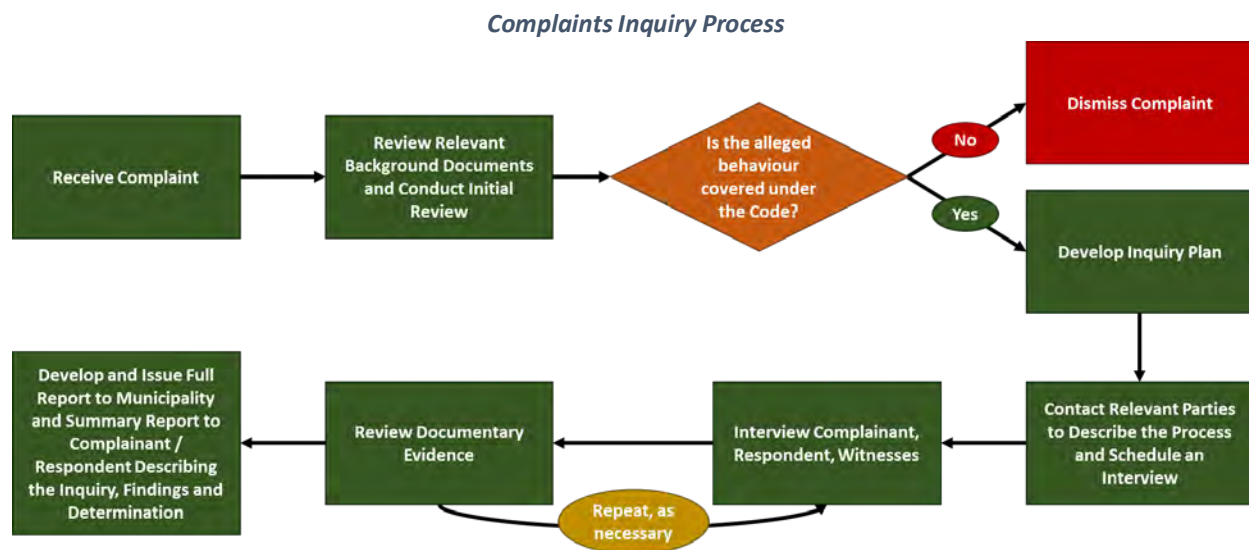 Complaints Inquiry Process
Receive Complaint
Review Relevant
Background Documents
and Conduct Initial
Review
Is the alleged
behaviour
covered under
the Code?
No
Dismiss Complaint
Yes
Develop Inquiry Plan
Contact Relevant Parties
to Describe the Process
and Schedule an
Interview
Interview Complainant,
Respondent, Witnesses
Review Documentary
Evidence
Repeat, as
necessary
Develop and Issue Full
Report to Municipality
and Summary Report to
Complainant /
Respondent Describing
the Inquiry, Findings and
Determination